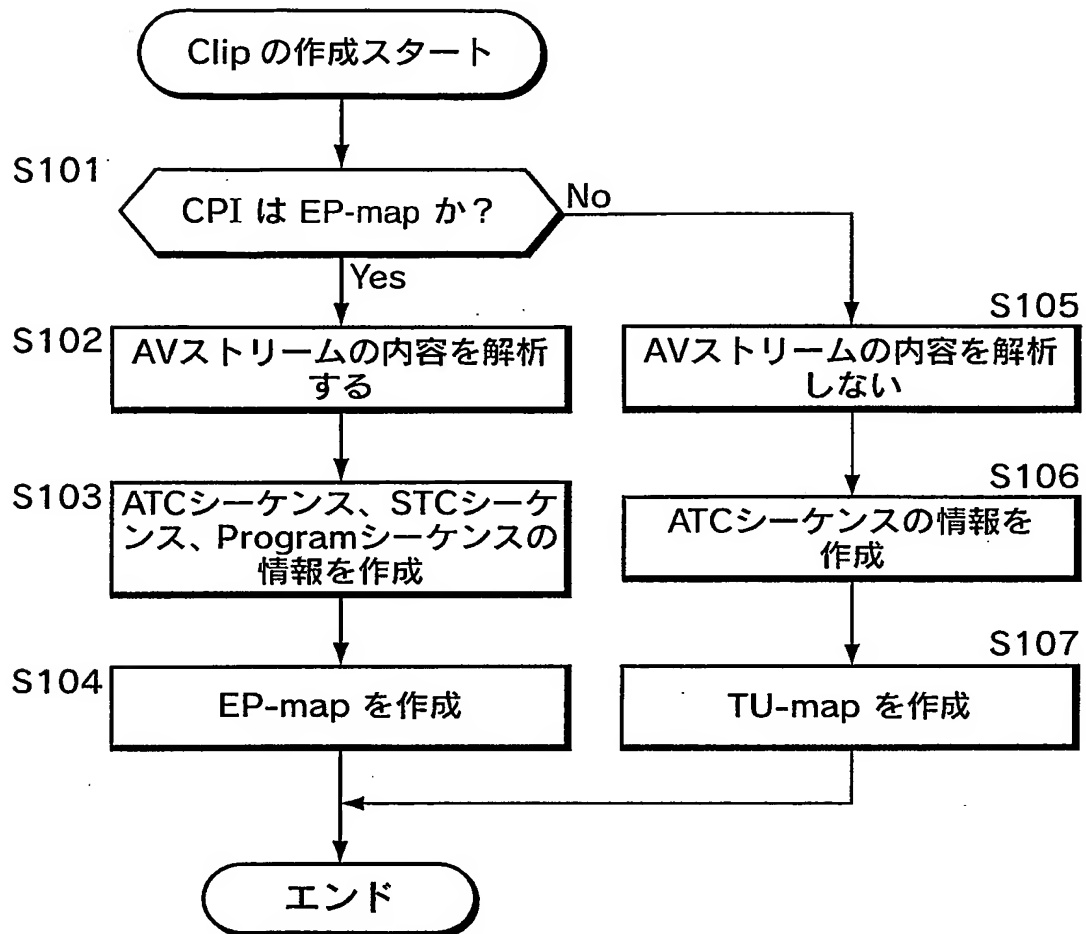 Clip の作成スタート
S101
CPI は EP-map か？
No
Yes
S102
AVストリームの内容を解析
する
S103
ATCシーケンス、STCシーケ
ンス、Programシーケンスの
情報を作成
S104
EP-map を作成
S105
AVストリームの内容を解析
しない
S106
ATCシーケンスの情報を
作成
S107
TU-map を作成
エンド